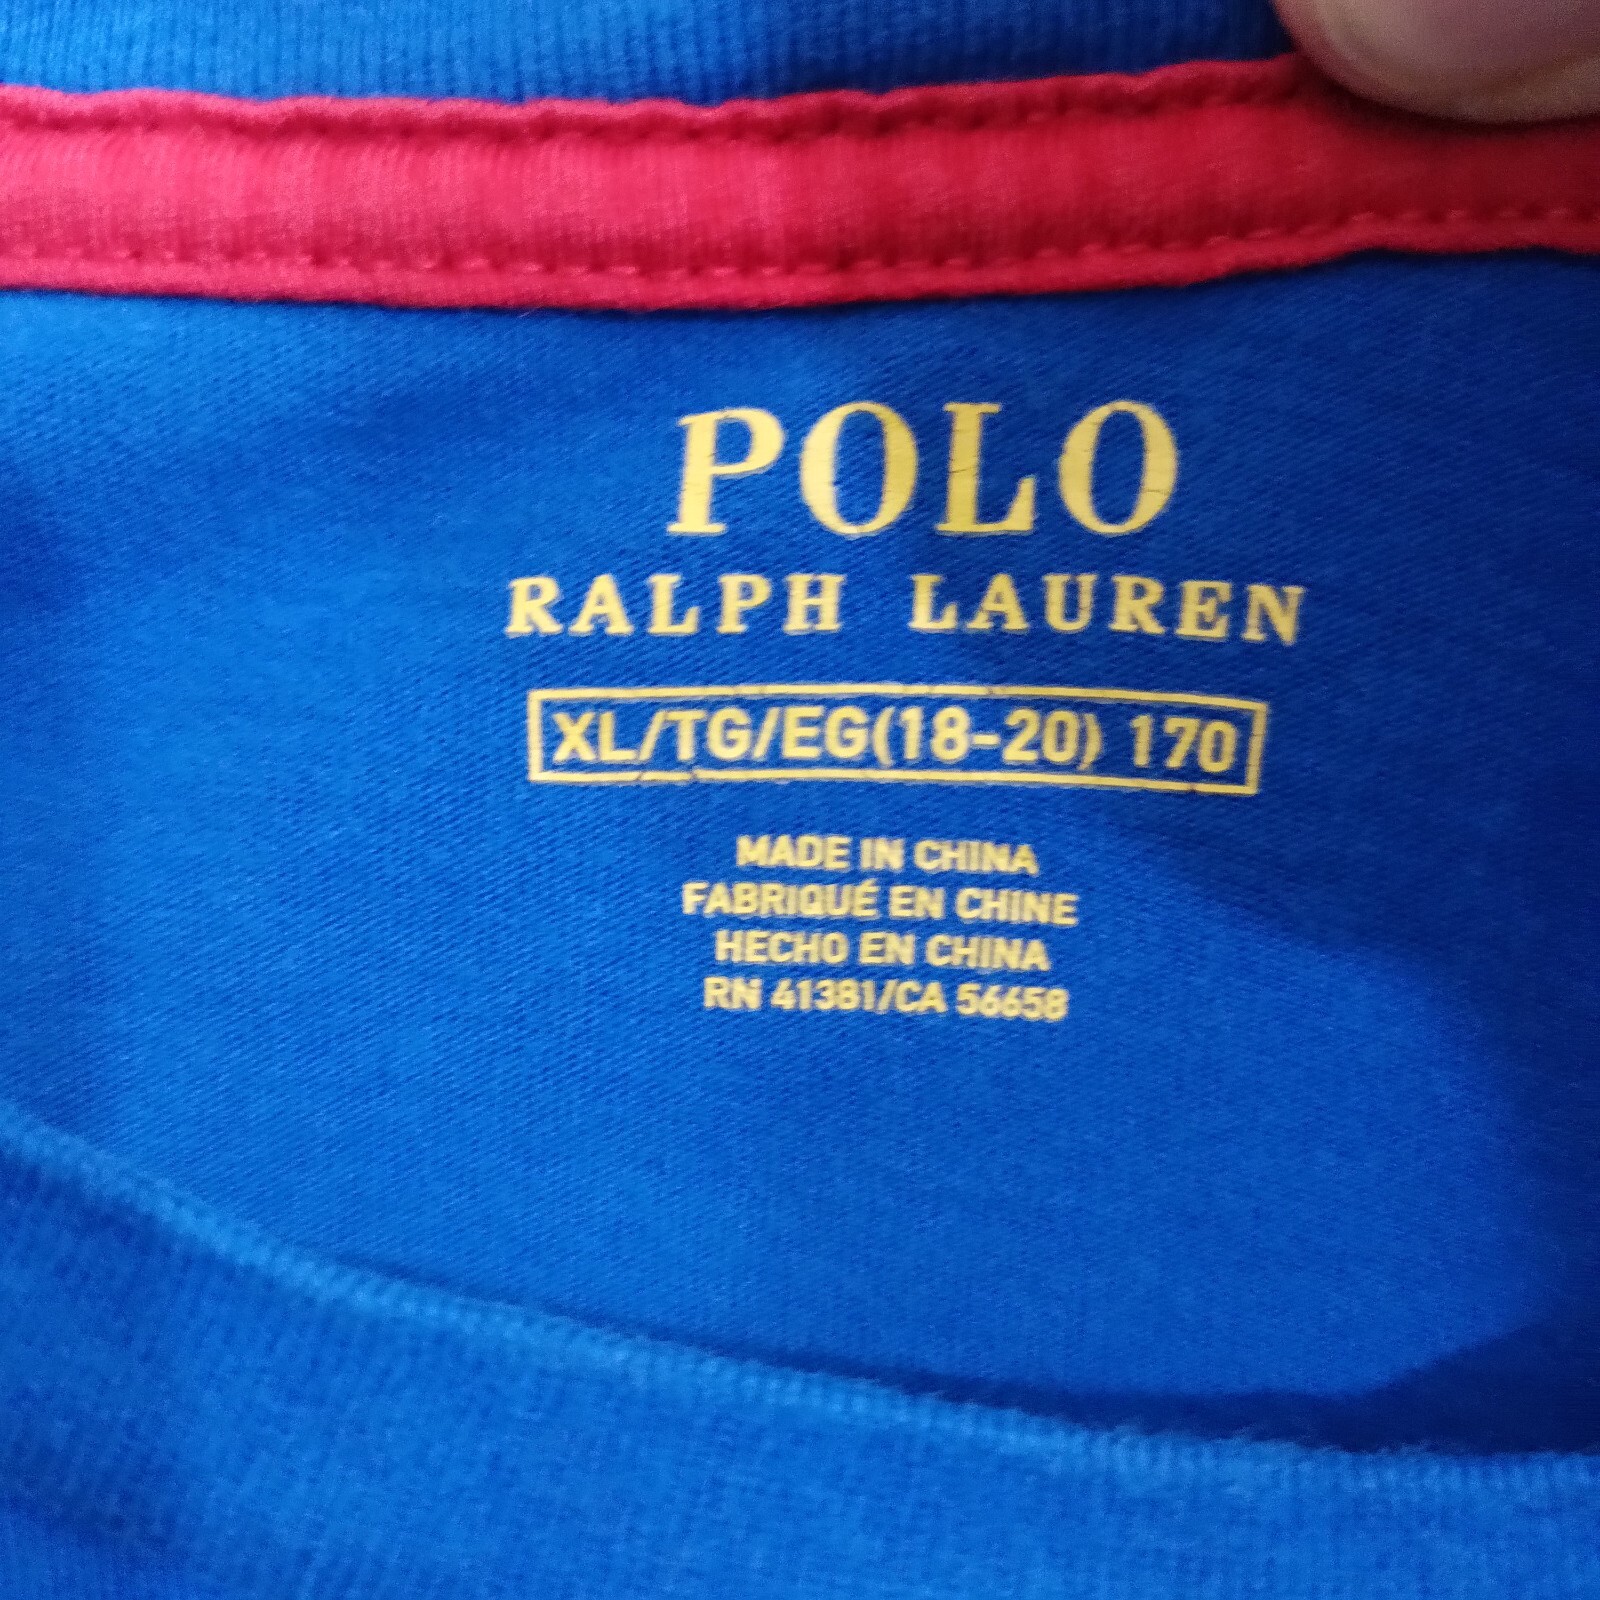 POLO
RALPH LAUREN
XL/TG/EG(18-20) 170
MADE IN CHINA
FABRIQUÉ EN CHINE
HECHO EN CHINA
RN 41381/CA 56658